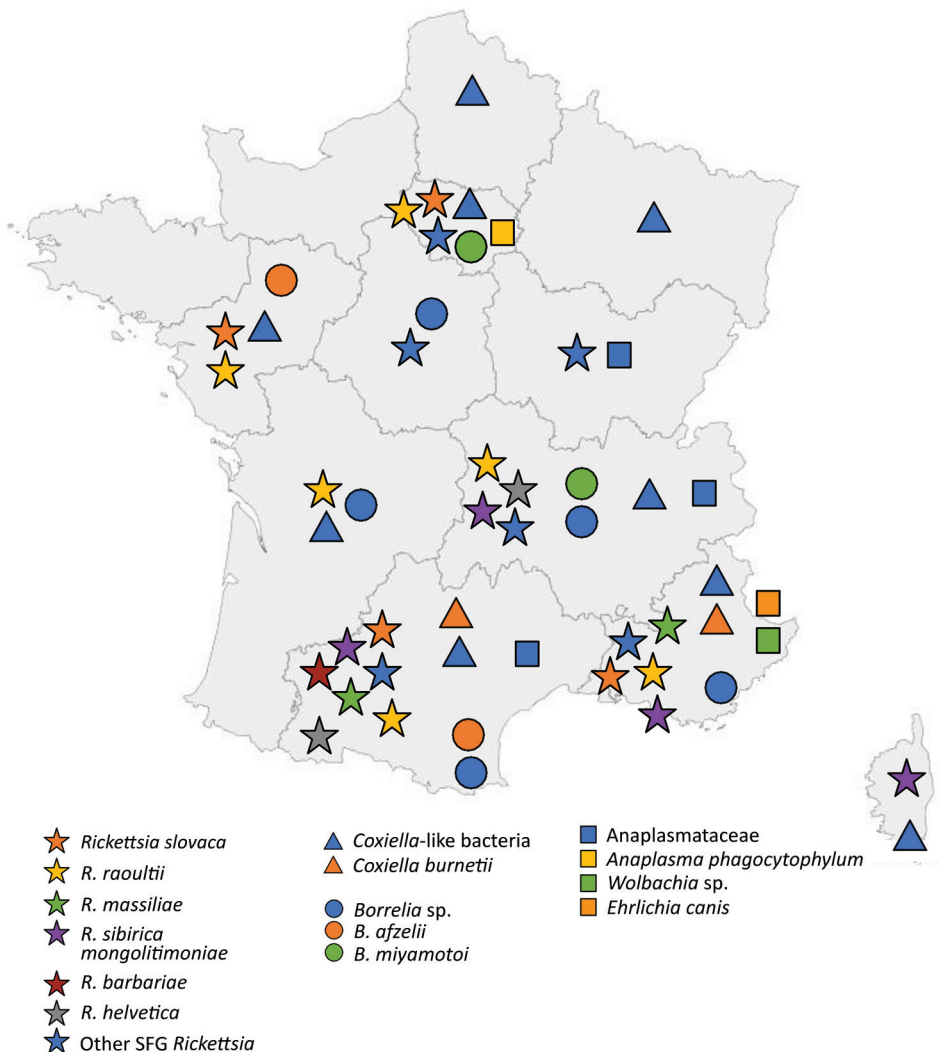 Rickettsia slovaca
R. raoultii
R. massiliae
R. sibirica
mongolitimoniae
R. barbariae
R. helvetica
Other SFG Rickettsia
Coxiella-like bacteria
Coxiella burnetii
Borrelia sp.
B. afzelii
B. miyamotoi
Anaplasmataceae
Anaplasma phagocytophylum
Wolbachia sp.
Ehrlichia canis